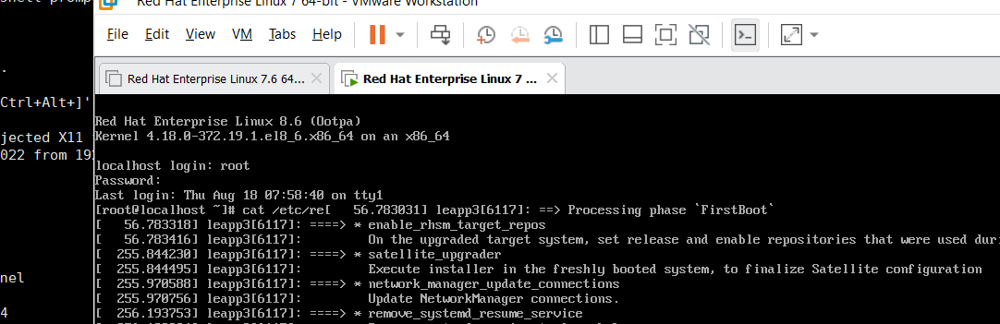 shell promp
.
Ctrl+Alt+]'
jected X11
022 from 19
nel
4
Red Hat Enterprise Linux 7 64-bit - VMware Workstation
File Edit View VM Tabs Help
Red Hat Enterprise Linux 7.6 64... Red Hat Enterprise Linux 7 ...
Red Hat Enterprise Linux 8.6 (Ootpa)
Kernel 4.18.0-372.19.1.el8_6.x86_64 on an x86_64
localhost login: root
Password:
Last login: Thu Aug 18 07:58:40 on tty1
[root@localhost ~]# cat /etc/re[   56.783031] leapp3[6117]: ==> Processing phase `FirstBoot`
[   56.783318] leapp3[6117]: ====> * enable_rhsm_target_repos
[   56.783416] leapp3[6117]:         On the upgraded target system, set release and enable repositories that were used duri
[  255.844230] leapp3[6117]: ====> * satellite_upgrader
[  255.844495] leapp3[6117]:         Execute installer in the freshly booted system, to finalize Satellite configuration
[  255.970588] leapp3[6117]: ====> * network_manager_update_connections
[  255.970756] leapp3[6117]:         Update NetworkManager connections.
[  256.193753] leapp3[6117]: ====> * remove_systemd_resume_service